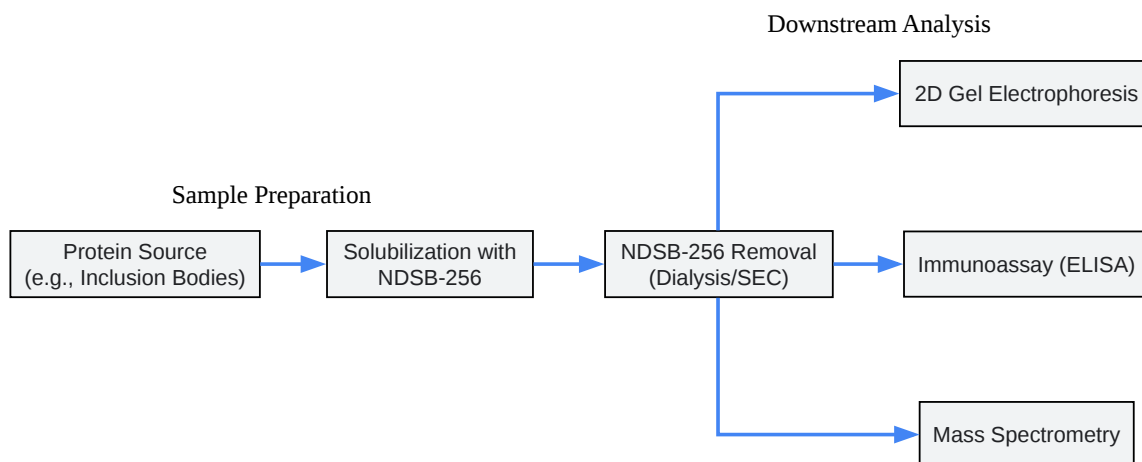 Downstream Analysis
2D Gel Electrophoresis
Sample Preparation
Protein Source
(e.g., Inclusion Bodies)
Solubilization with
NDSB-256
NDSB-256 Removal
(Dialysis/SEC)
Immunoassay (ELISA)
Mass Spectrometry